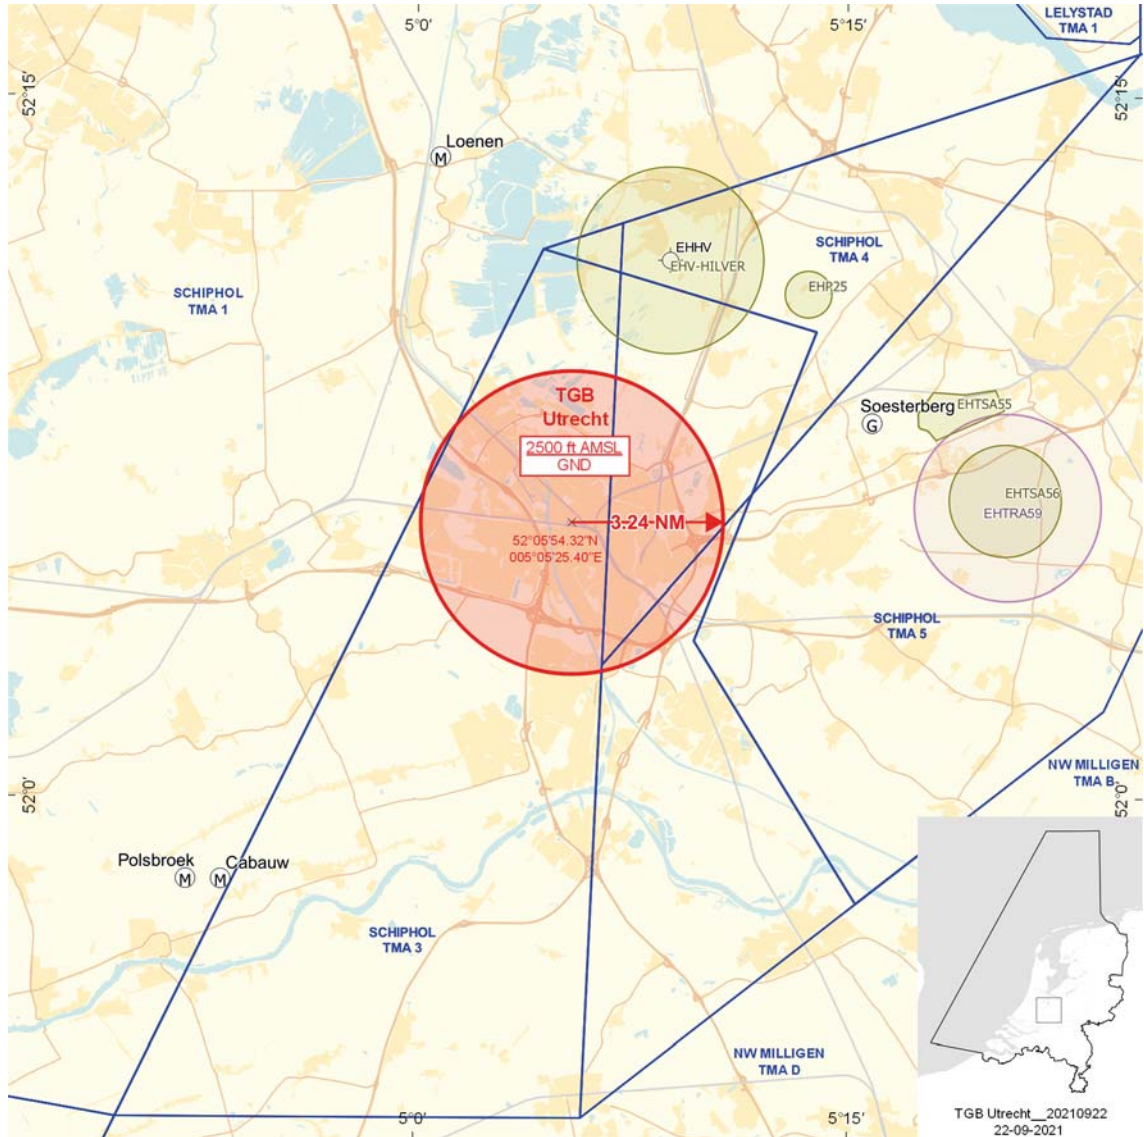 5°0'
5°15'
LELYSTAD
TMA 1
52°15'
52°15'
Loenen
M
EHHV
EHV-HILVER
SCHIPHOL
TMA 4
EHP25
SCHIPHOL
TMA 1
TGB
Utrecht
2500 ft AMSL
GND
Soesterberg
G
EHTSA55
EHTSA56
EHTRA59
3.24 NM
52°05'54.32"N
005°05'25.40"E
SCHIPHOL
TMA 5
NW MILLIGEN
TMA B
52°0'
52°0'
Polsbroek
M
Cabauw
M
SCHIPHOL
TMA 3
NW MILLIGEN
TMA D
5°0'
5°15'
TGB Utrecht__20210922
22-09-2021